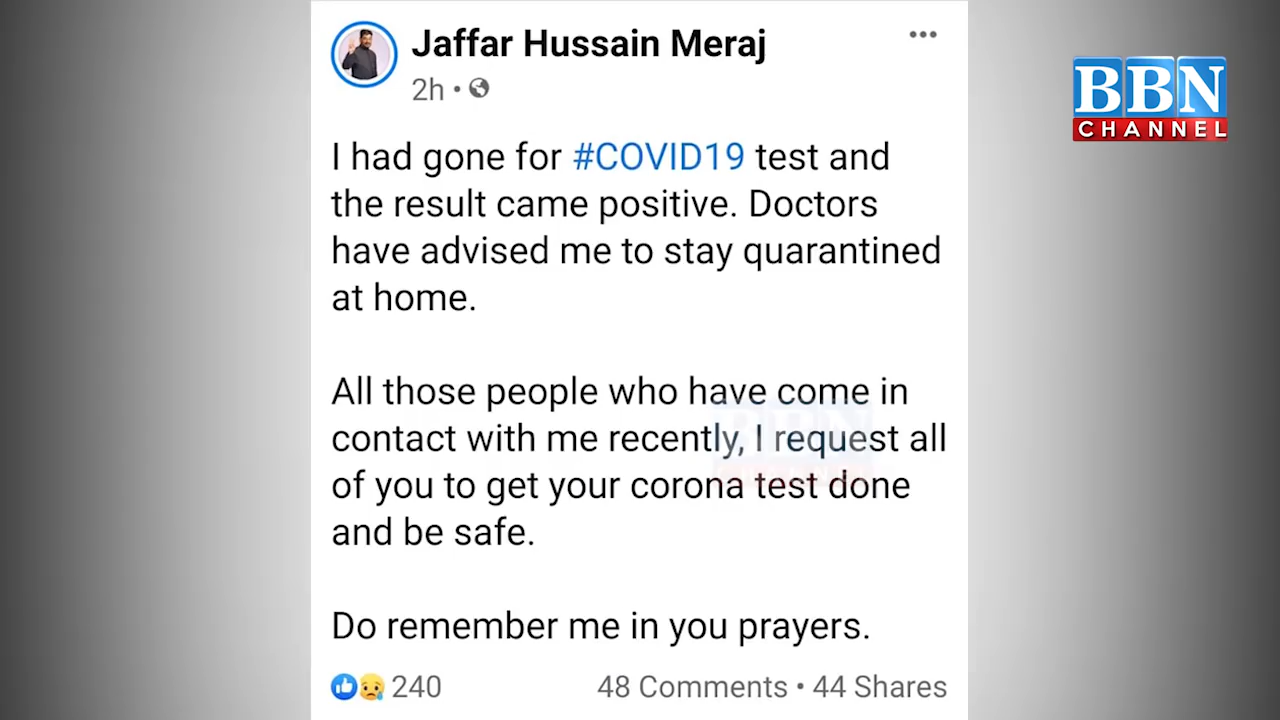 Jaffar Hussain Meraj
2h •
BBN
CHANNEL
I had gone for #COVID19 test and
the result came positive. Doctors
have advised me to stay quarantined
at home.
All those people who have come in
contact with me recently, I request all
of you to get your corona test done
and be safe.
Do remember me in you prayers.
240
48 Comments • 44 Shares
BBN
CHANNEL